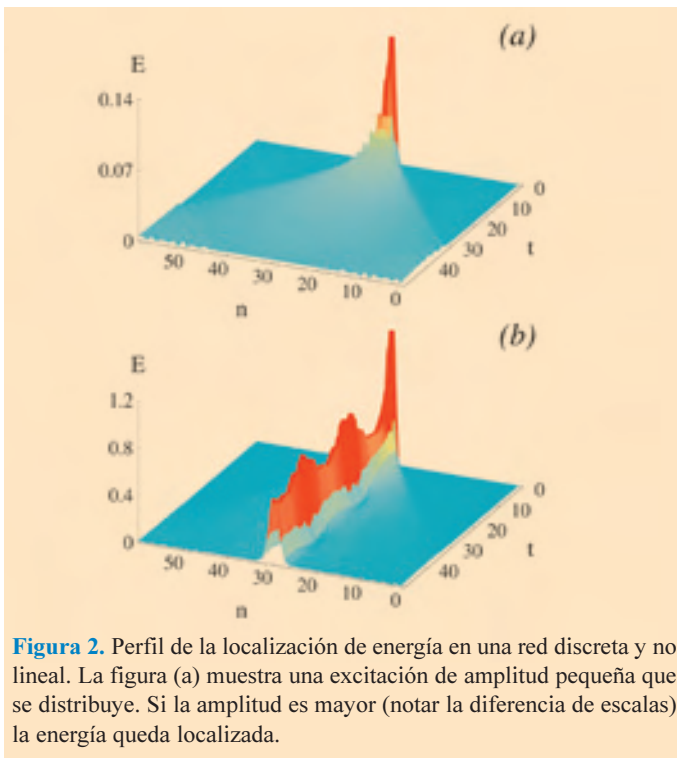 (a)
E
0.14
0.07
0
50
40
30
20
10
0
n
0
10
20
30
40
t
(b)
E
1.2
0.8
0.4
0
50
40
30
20
10
0
n
0
10
20
30
40
t
Figura 2. Perfil de la localización de energía en una red discreta y no
lineal. La figura (a) muestra una excitación de amplitud pequeña que
se distribuye. Si la amplitud es mayor (notar la diferencia de escalas)
la energía queda localizada.